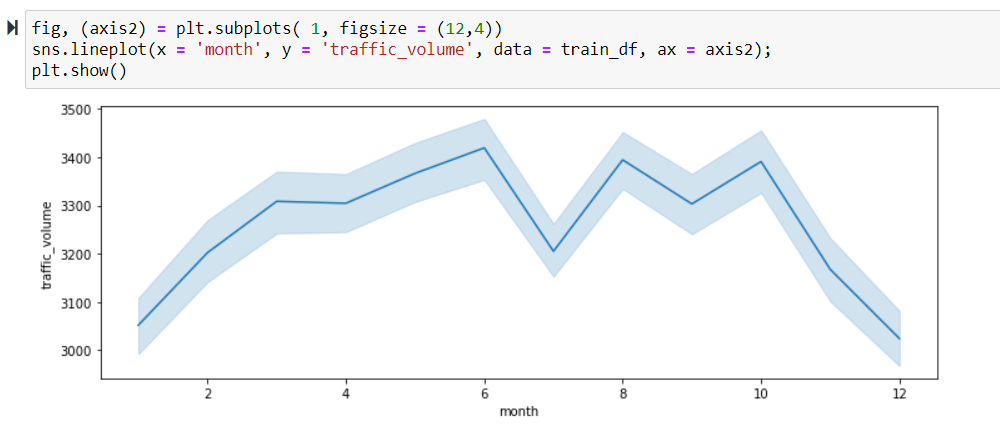 fig, (axis2) = plt.subplots( 1, figsize = (12,4))
sns.lineplot(x = 'month', y = 'traffic_volume', data = train_df, ax = axis2);
plt.show()
3500
3400
3300
3200
3100
3000
traffic_volume
2 4 6 8 10 12
month